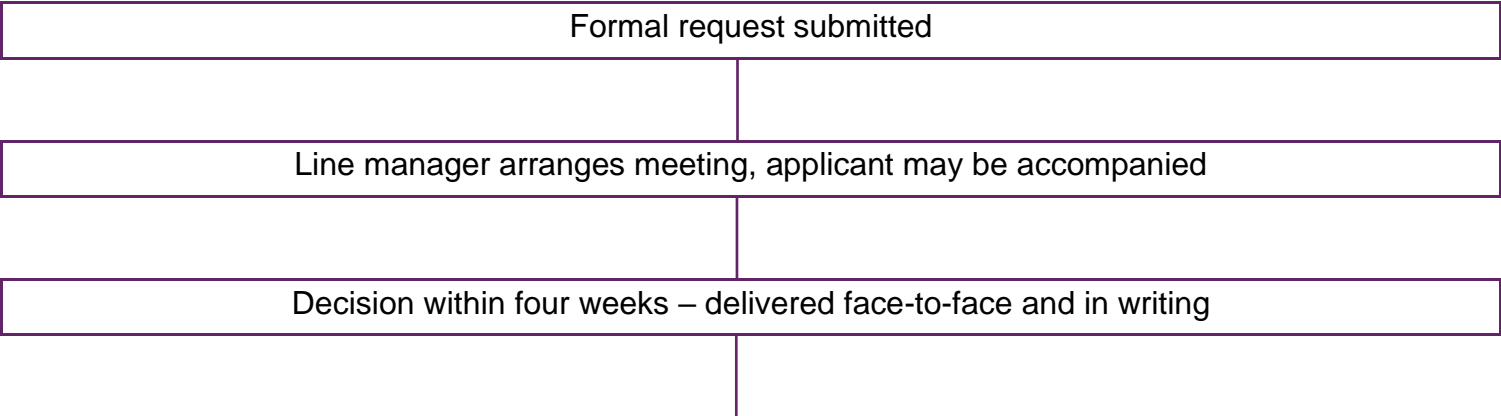 Formal request submitted
Line manager arranges meeting, applicant may be accompanied
Decision within four weeks – delivered face-to-face and in writing